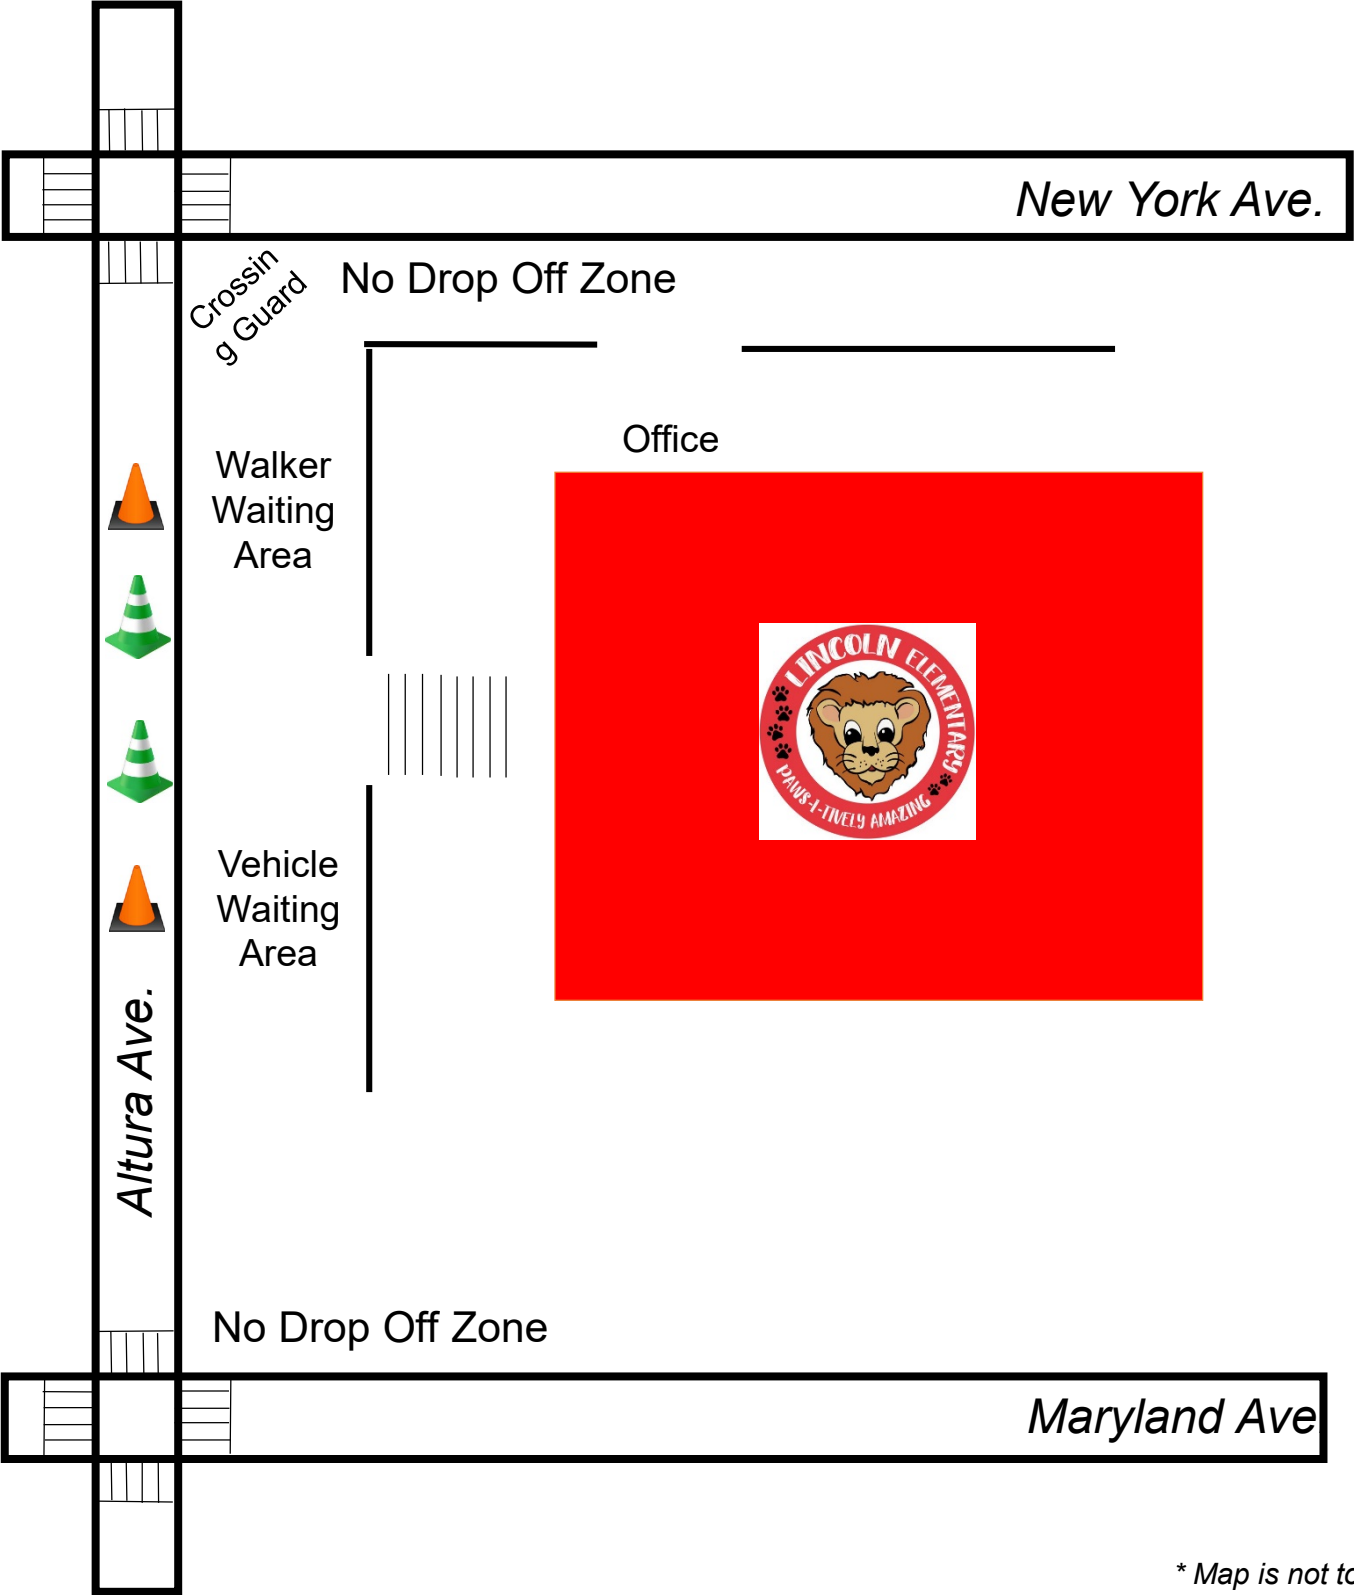 New York Ave.
Crossin
g Guard
No Drop Off Zone
Office
Walker
Waiting
Area
LINCOLN ELEMENTARY
PAWS-I-TIVELY AMAZING
Vehicle
Waiting
Area
Altura Ave.
No Drop Off Zone
Maryland Ave
* Map is not to